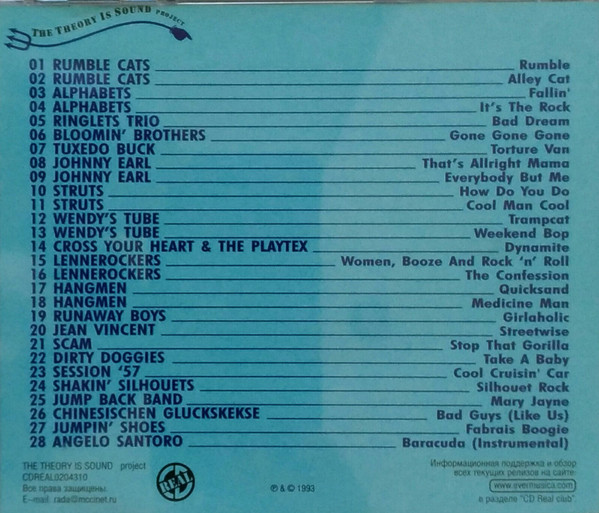 THE THEORY IS SOUND PROJECT
01 RUMBLE CATS Rumble
02 RUMBLE CATS Alley Cat
03 ALPHABETS Fallin'
04 ALPHABETS It's The Rock
05 RINGLETS TRIO Bad Dream
06 BLOOMIN' BROTHERS Gone Gone Gone
07 TUXEDO BUCK Torture Van
08 JOHNNY EARL That's Allright Mama
09 JOHNNY EARL Everybody But Me
10 STRUTS How Do You Do
11 STRUTS Cool Man Cool
12 WENDY'S TUBE Trampcat
13 WENDY'S TUBE Weekend Bop
14 CROSS YOUR HEART & THE PLAYTEX Dynamite
15 LENNEROCKERS Women, Booze And Rock 'n' Roll
16 LENNEROCKERS The Confession
17 HANGMEN Quicksand
18 HANGMEN Medicine Man
19 RUNAWAY BOYS Girlaholic
20 JEAN VINCENT Streetwise
21 SCAM Stop That Gorilla
22 DIRTY DOGGIES Take A Baby
23 SESSION '57 Cool Cruisin' Car
24 SHAKIN' SILHOUETS Silhouet Rock
25 JUMP BACK BAND Mary Jayne
26 CHINESISCHEN GLUCKSKEKSE Bad Guys (Like Us)
27 JUMPIN' SHOES Fabrais Boogie
28 ANGELO SANTORO Baracuda (Instrumental)
THE THEORY IS SOUND project
CDREAL0204310
Все права защищены
E-mail: rada@mccinet.ru
REAL
℗ & © 1993
Информационная поддержка и обзор
всех текущих релизов на сайте:
www.evermusica.com
в разделе "CD Real club".